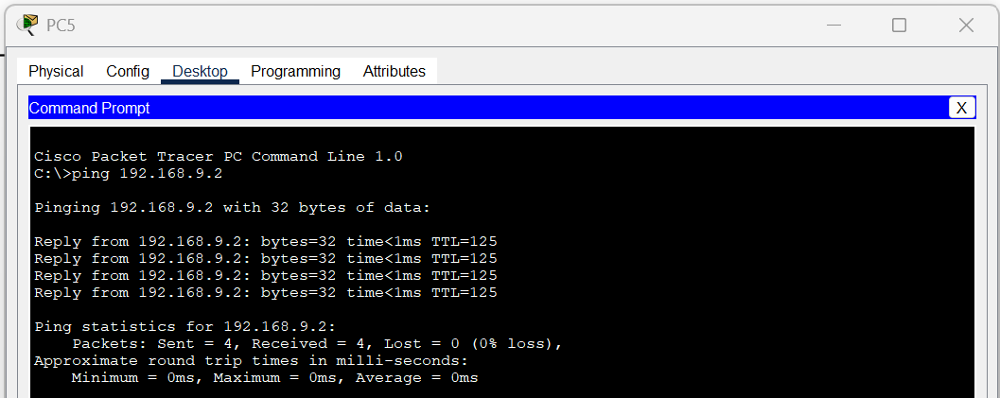 PC5
Physical Config Desktop Programming Attributes
Command Prompt
X
Cisco Packet Tracer PC Command Line 1.0
C:\>ping 192.168.9.2
Pinging 192.168.9.2 with 32 bytes of data:
Reply from 192.168.9.2: bytes=32 time<1ms TTL=125
Reply from 192.168.9.2: bytes=32 time<1ms TTL=125
Reply from 192.168.9.2: bytes=32 time<1ms TTL=125
Reply from 192.168.9.2: bytes=32 time<1ms TTL=125
Ping statistics for 192.168.9.2:
Packets: Sent = 4, Received = 4, Lost = 0 (0% loss),
Approximate round trip times in milli-seconds:
Minimum = 0ms, Maximum = 0ms, Average = 0ms